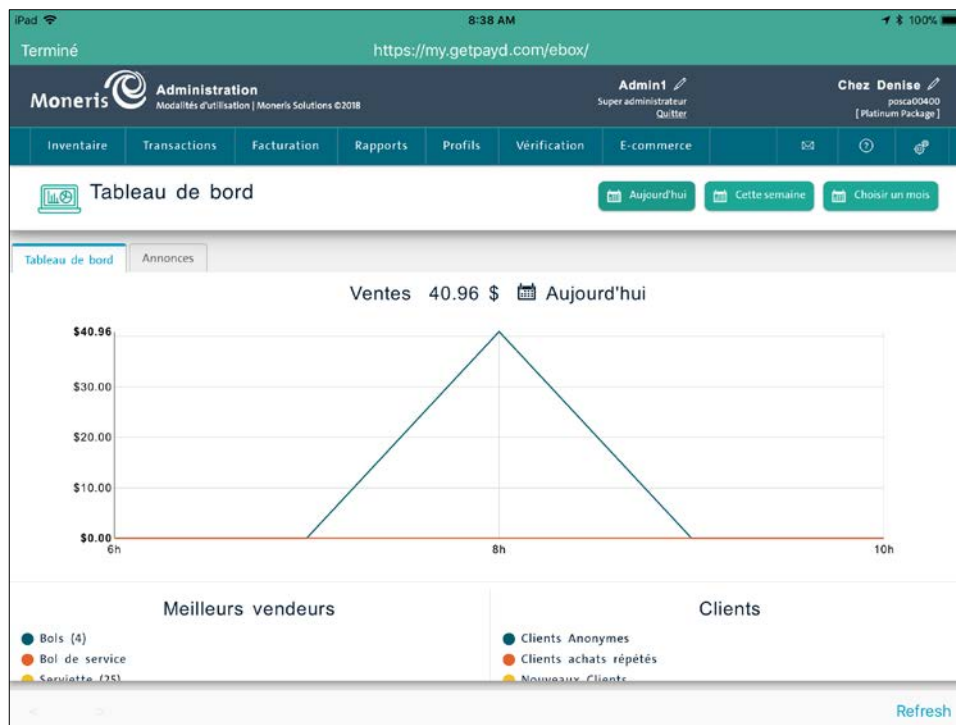 iPad 8:38 AM 100%
Terminé https://my.getpayd.com/ebox/
Moneris Administration
Modalités d'utilisation | Moneris Solutions ©2018
Admin1
Super administrateur
Quitter
Chez Denise
posca00400
[ Platinum Package ]
Inventaire Transactions Facturation Rapports Profils Vérification E-commerce
Tableau de bord
Aujourd'hui Cette semaine Choisir un mois
Tableau de bord Annonces
Ventes 40.96 $ Aujourd'hui
$40.96
$30.00
$20.00
$10.00
$0.00
6h 8h 10h
Meilleurs vendeurs
Bols (4)
Bol de service
Serviette (25)
Clients
Clients Anonymes
Clients achats répétés
Nouveaux Clients
< > Refresh